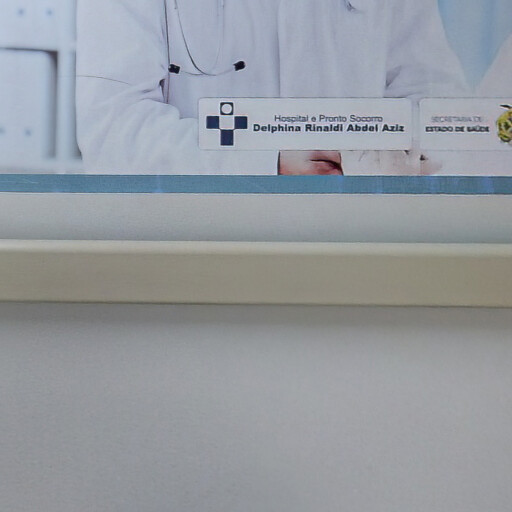 Hospital e Pronto Socorro
Delphina Rinaldi Abdel Aziz
SECRETARIA DE
ESTADO DE SAÚDE